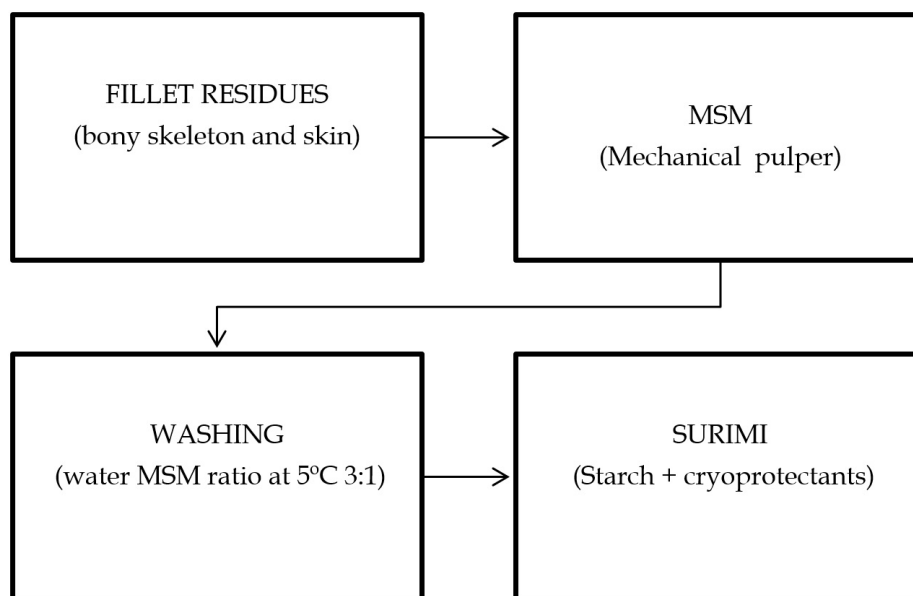 FILLET RESIDUES
(bony skeleton and skin)
MSM
(Mechanical pulper)
WASHING
(water MSM ratio at 5ºC 3:1)
SURIMI
(Starch + cryoprotectants)